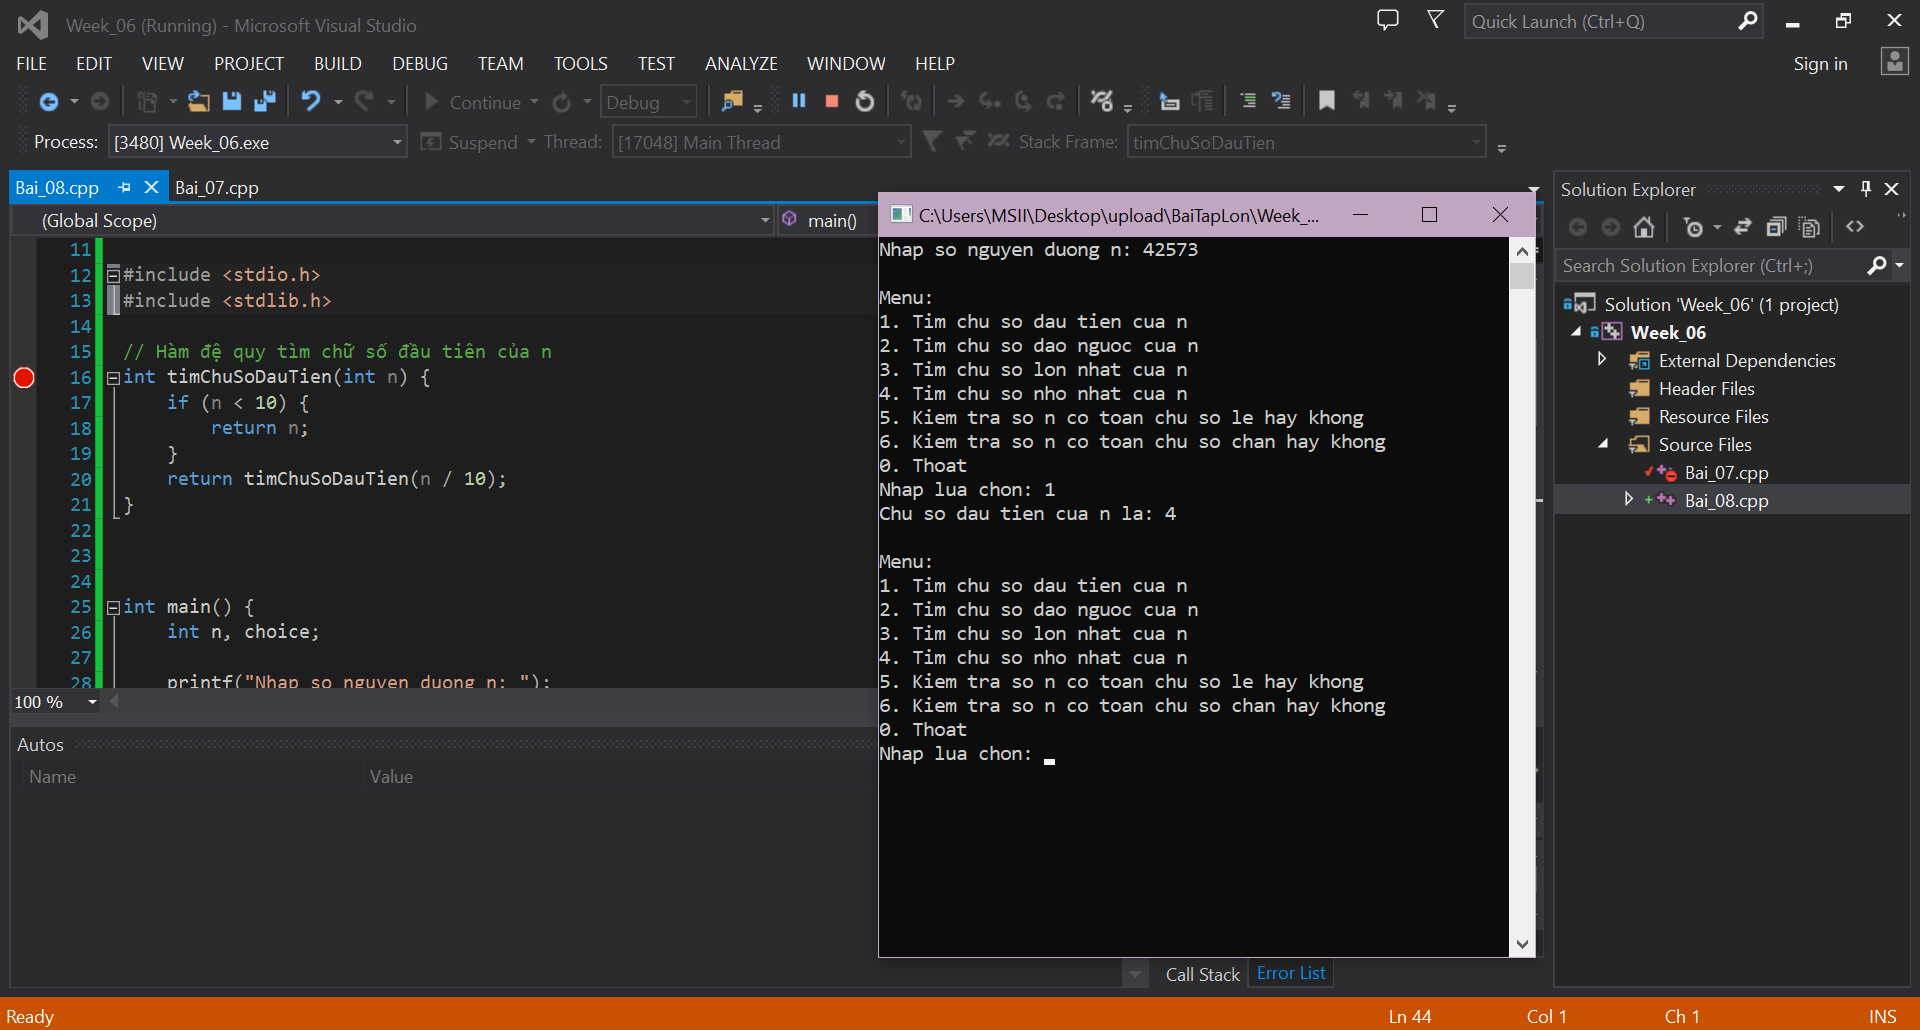 Week_06 (Running) - Microsoft Visual Studio
Quick Launch (Ctrl+Q)
FILE EDIT VIEW PROJECT BUILD DEBUG TEAM TOOLS TEST ANALYZE WINDOW HELP
Sign in
Continue
Debug
Process: [3480] Week_06.exe
Suspend
Thread: [17048] Main Thread
Stack Frame: timChuSoDauTien
Bai_08.cpp
Bai_07.cpp
(Global Scope)
main()
11
12 #include <stdio.h>
13 #include <stdlib.h>
14
15 // Hàm đệ quy tìm chữ số đầu tiên của n
16 int timChuSoDauTien(int n) {
17 if (n < 10) {
18 return n;
19 }
20 return timChuSoDauTien(n / 10);
21 }
22
23
24
25 int main() {
26 int n, choice;
27
28 printf("Nhap so nguyen duong n: ");
100 %
Autos
Name Value
C:\Users\MSII\Desktop\upload\BaiTapLon\Week_...
Nhap so nguyen duong n: 42573
Menu:
1. Tim chu so dau tien cua n
2. Tim chu so dao nguoc cua n
3. Tim chu so lon nhat cua n
4. Tim chu so nho nhat cua n
5. Kiem tra so n co toan chu so le hay khong
6. Kiem tra so n co toan chu so chan hay khong
0. Thoat
Nhap lua chon: 1
Chu so dau tien cua n la: 4
Menu:
1. Tim chu so dau tien cua n
2. Tim chu so dao nguoc cua n
3. Tim chu so lon nhat cua n
4. Tim chu so nho nhat cua n
5. Kiem tra so n co toan chu so le hay khong
6. Kiem tra so n co toan chu so chan hay khong
0. Thoat
Nhap lua chon:
Call Stack
Error List
Solution Explorer
Search Solution Explorer (Ctrl+;)
Solution 'Week_06' (1 project)
Week_06
External Dependencies
Header Files
Resource Files
Source Files
Bai_07.cpp
Bai_08.cpp
Ready
Ln 44
Col 1
Ch 1
INS